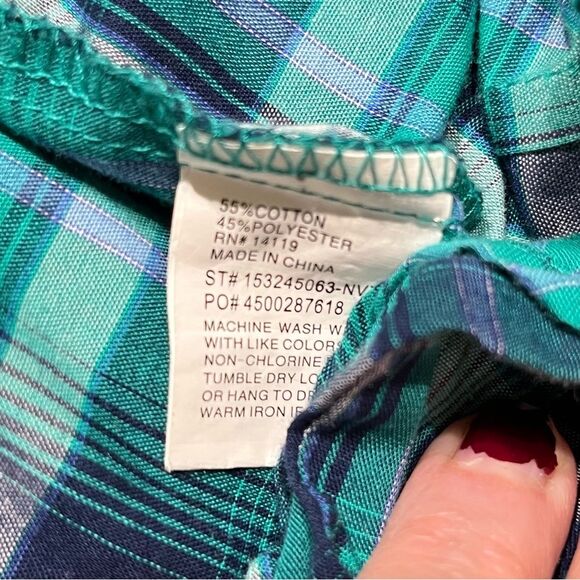 55%COTTON
45%POLYESTER
RN# 14119
MADE IN CHINA
ST# 153245063-NV
PO# 4500287618
MACHINE WASH
WITH LIKE COLOR
NON-CHLORINE
TUMBLE DRY LO
OR HANG TO DR
WARM IRON IF